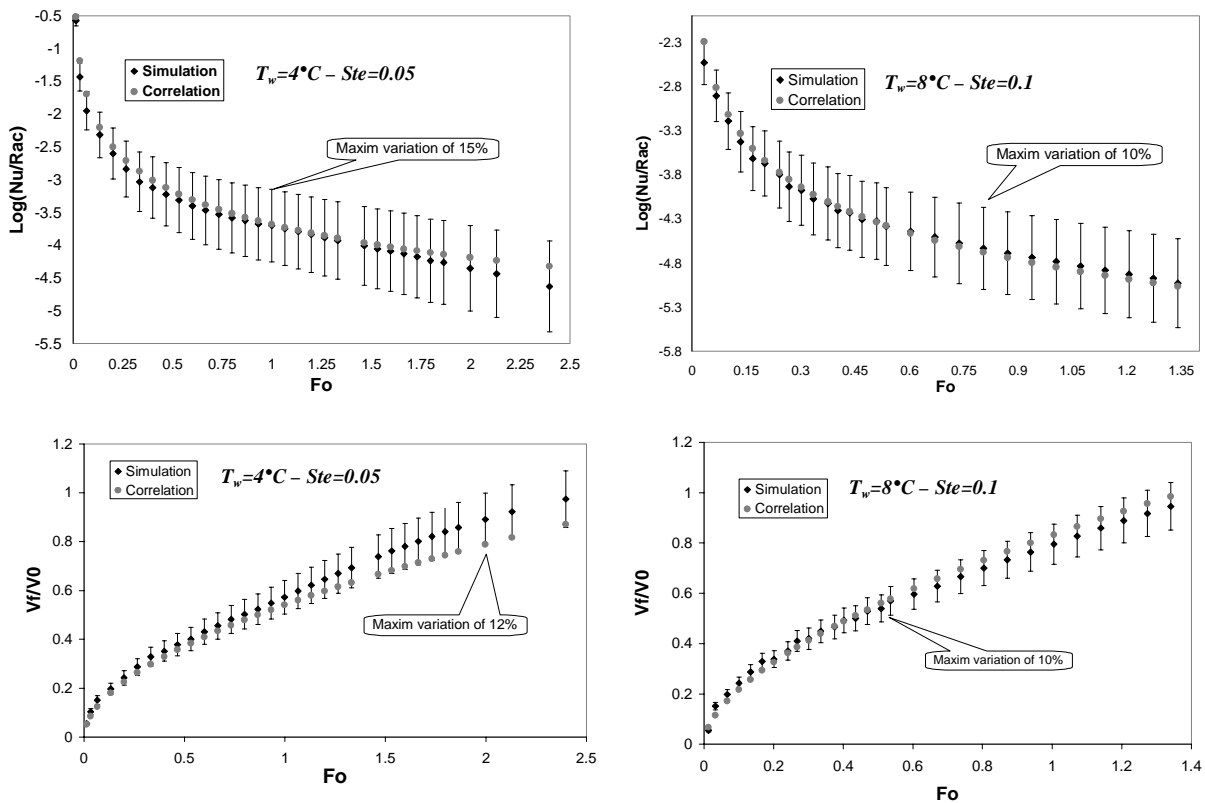 -0.5
-1
-1.5
-2
-2.5
-3
-3.5
-4
-4.5
-5
-5.5
Log(Nu/Rac)
Simulation
Correlation
Tw=4•C – Ste=0.05
Maxim variation of 15%
0 0.25 0.5 0.75 1 1.25 1.5 1.75 2 2.25 2.5
Fo
-2.3
-2.8
-3.3
-3.8
-4.3
-4.8
-5.3
-5.8
Log(Nu/Rac)
Simulation
Correlation
Tw=8•C – Ste=0.1
Maxim variation of 10%
0 0.15 0.3 0.45 0.6 0.75 0.9 1.05 1.2 1.35
Fo
1.2
1
0.8
0.6
0.4
0.2
0
Vf/V0
Simulation
Correlation
Tw=4•C – Ste=0.05
Maxim variation of 12%
0 0.5 1 1.5 2 2.5
Fo
1.2
1
0.8
0.6
0.4
0.2
0
Vf/V0
Simulation
Correlation
Tw=8•C – Ste=0.1
Maxim variation of 10%
0 0.2 0.4 0.6 0.8 1 1.2 1.4
Fo